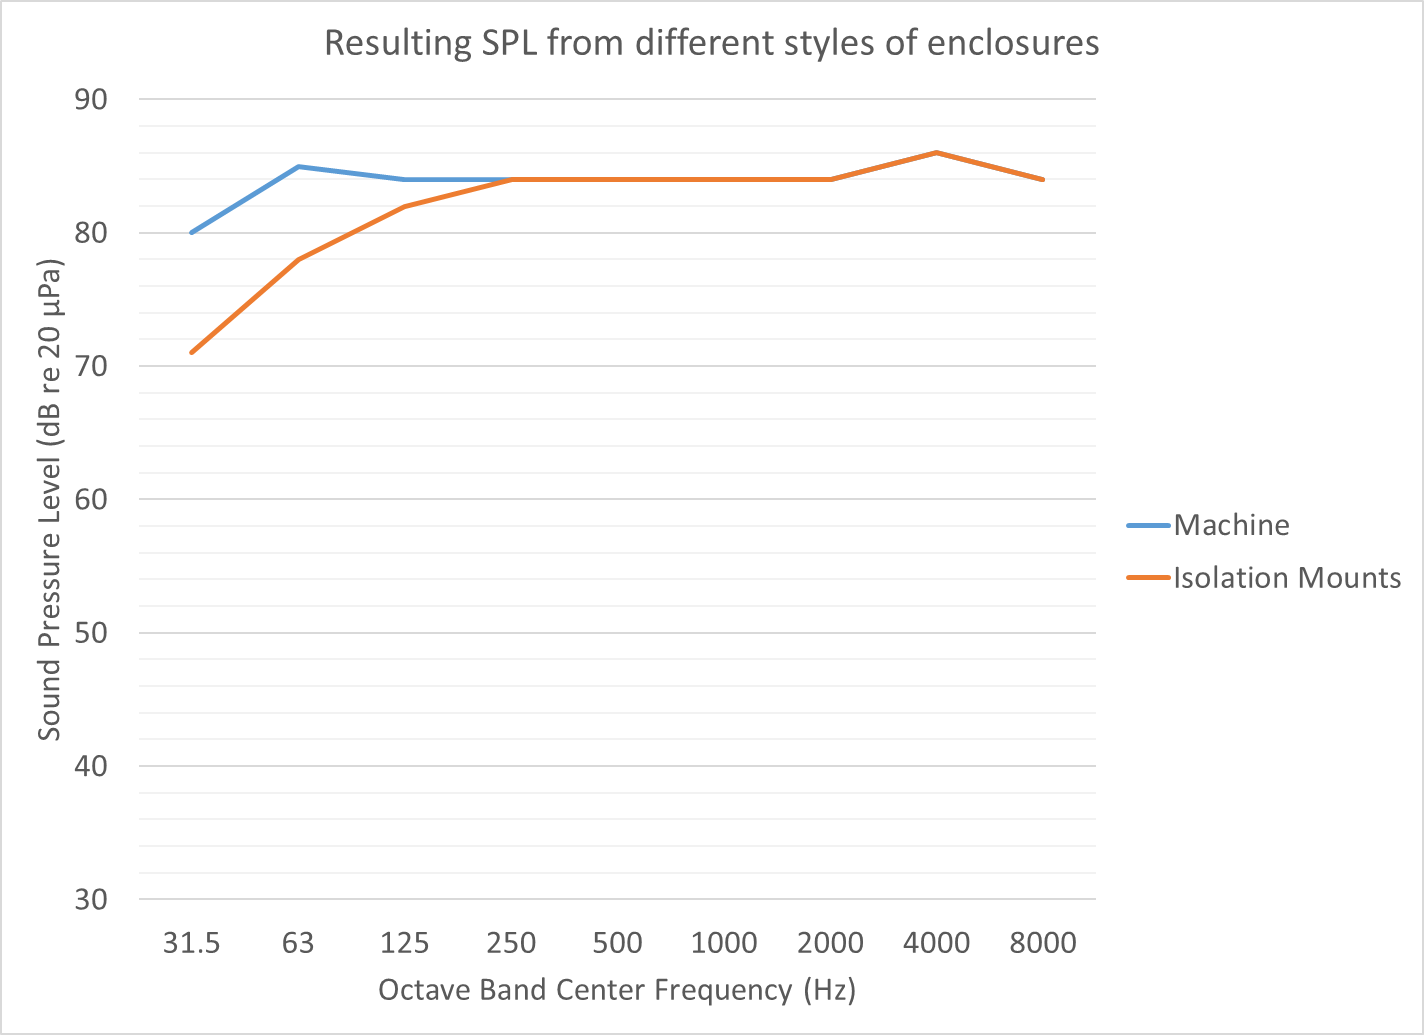 Resulting SPL from different styles of enclosures
90
80
70
60
50
40
30
Sound Pressure Level (dB re 20 µPa)
31.5 63 125 250 500 1000 2000 4000 8000
Octave Band Center Frequency (Hz)
Machine
Isolation Mounts